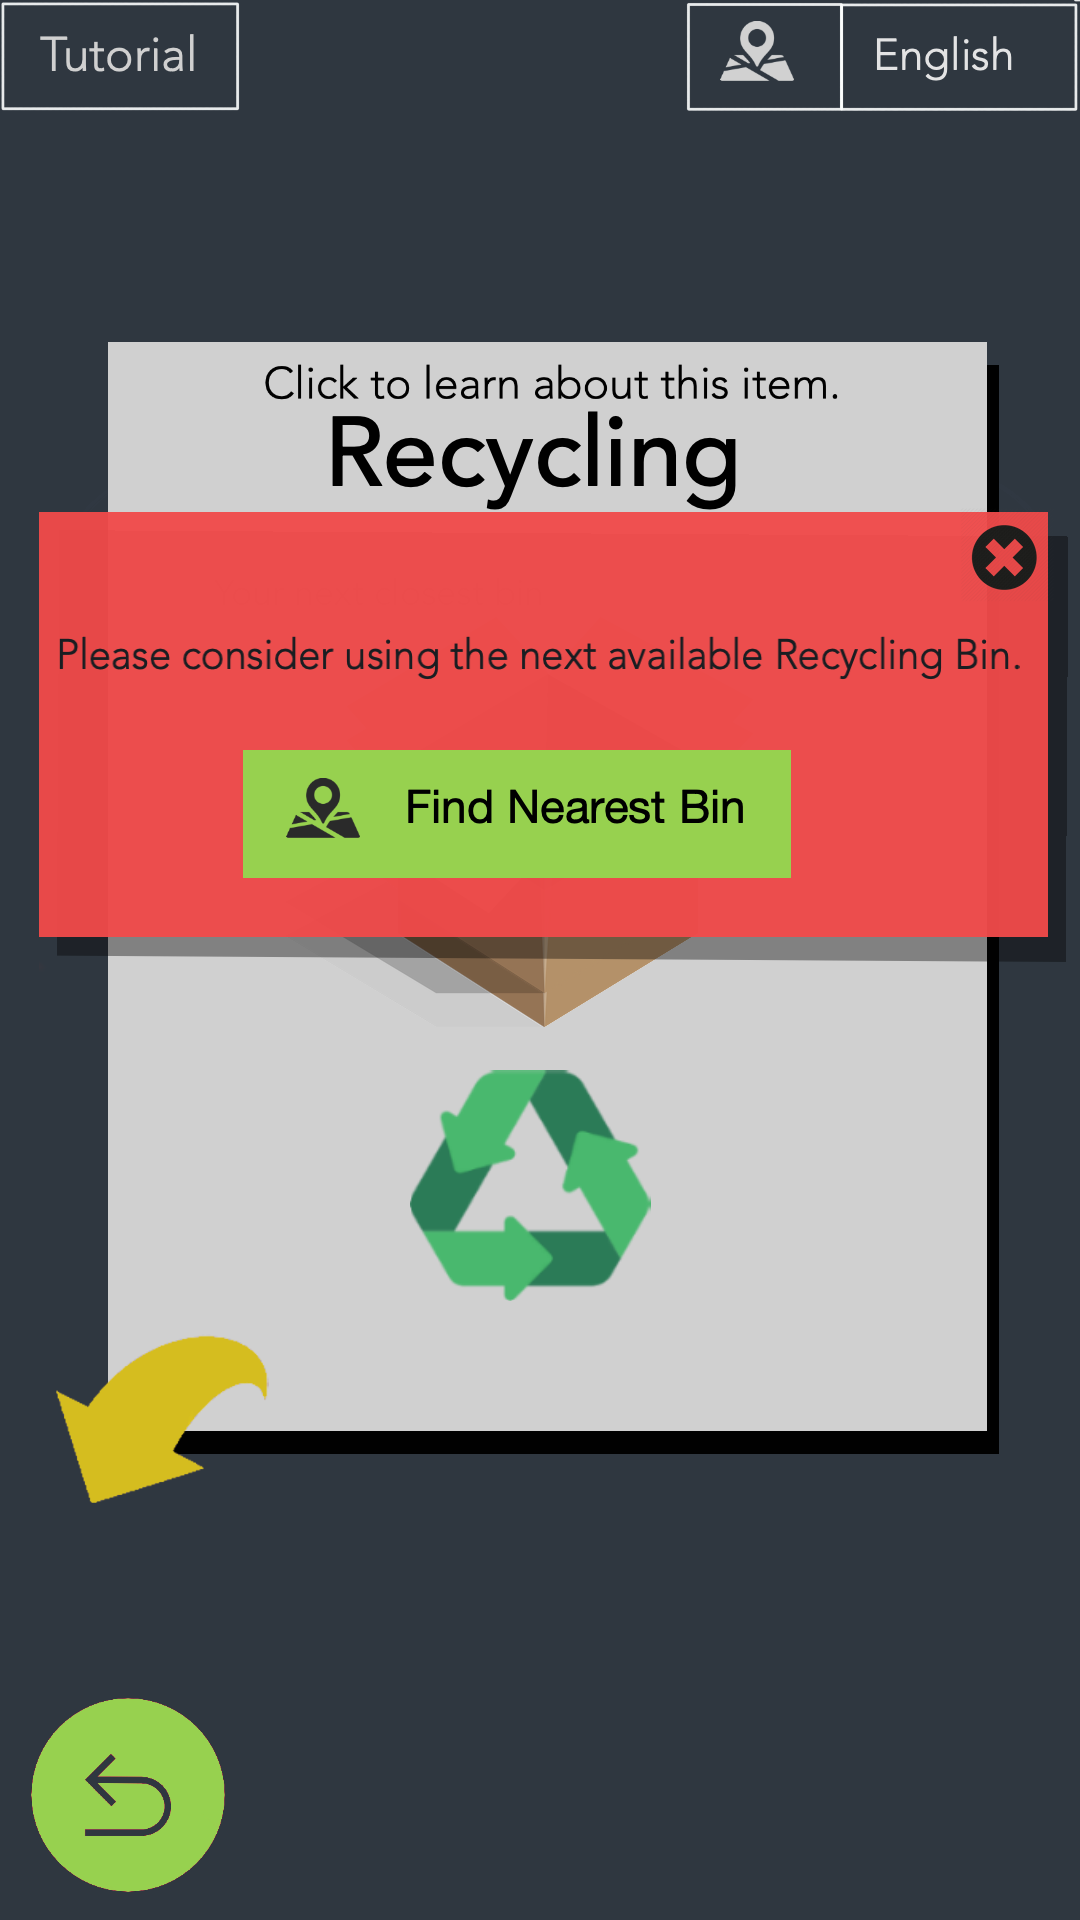 Tutorial
English
Click to learn about this item.
Recycling
Please consider using the next available Recycling Bin.
Find Nearest Bin